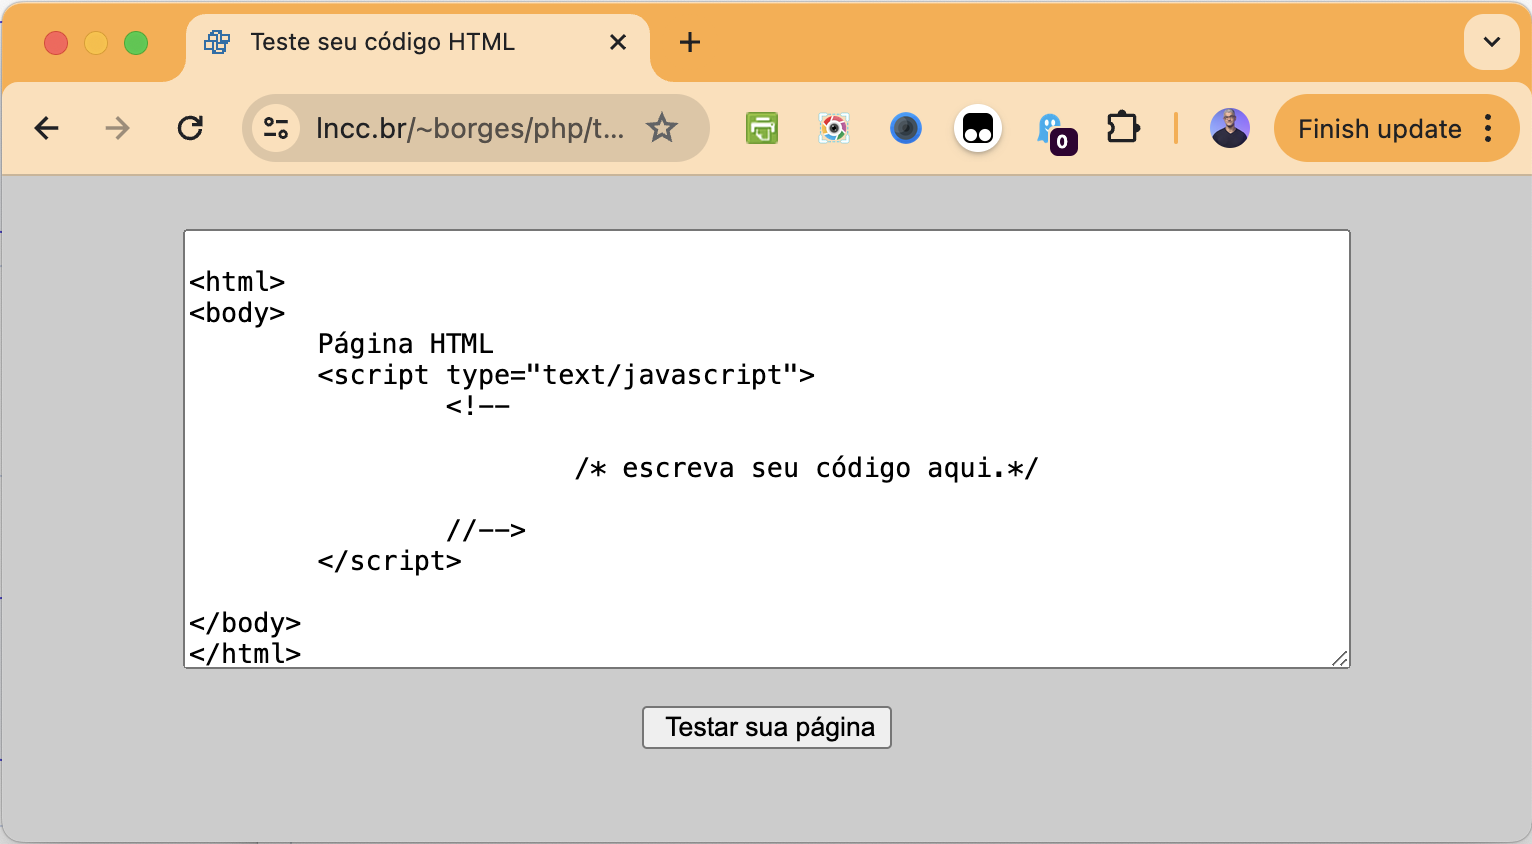 Teste seu código HTML
lncc.br/~borges/php/t...
0
Finish update
<html>
<body>
Página HTML
<script type="text/javascript">
<!--
/* escreva seu código aqui.*/
//-->
</script>
</body>
</html>
Testar sua página